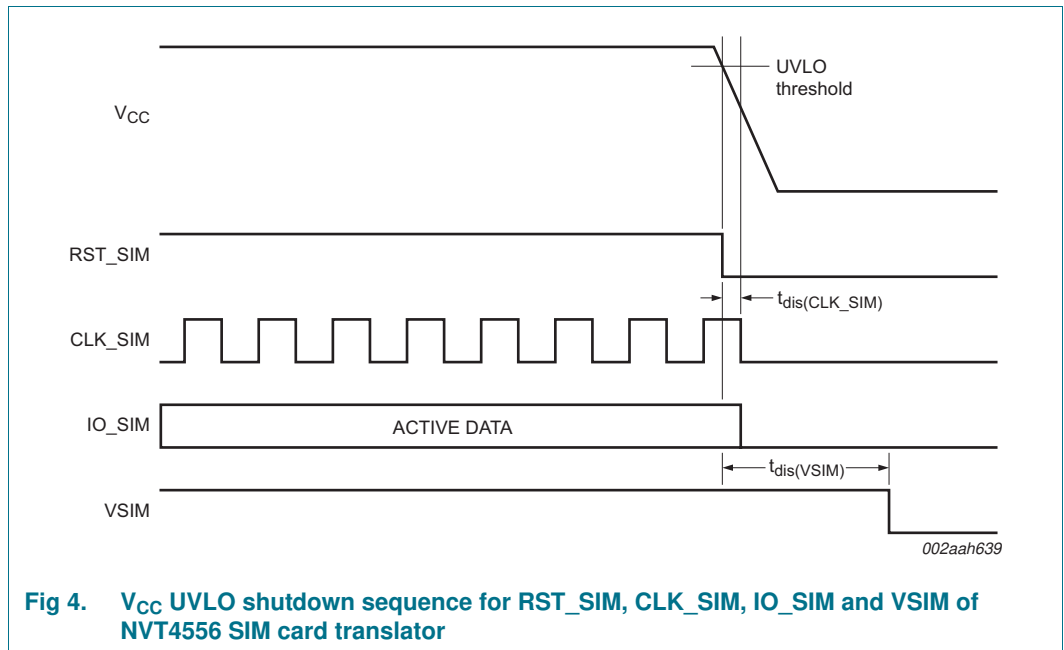 UVLO
threshold
VCC
RST_SIM
tdis(CLK_SIM)
CLK_SIM
IO_SIM
ACTIVE DATA
tdis(VSIM)
VSIM
002aah639
Fig 4. VCC UVLO shutdown sequence for RST_SIM, CLK_SIM, IO_SIM and VSIM of
NVT4556 SIM card translator